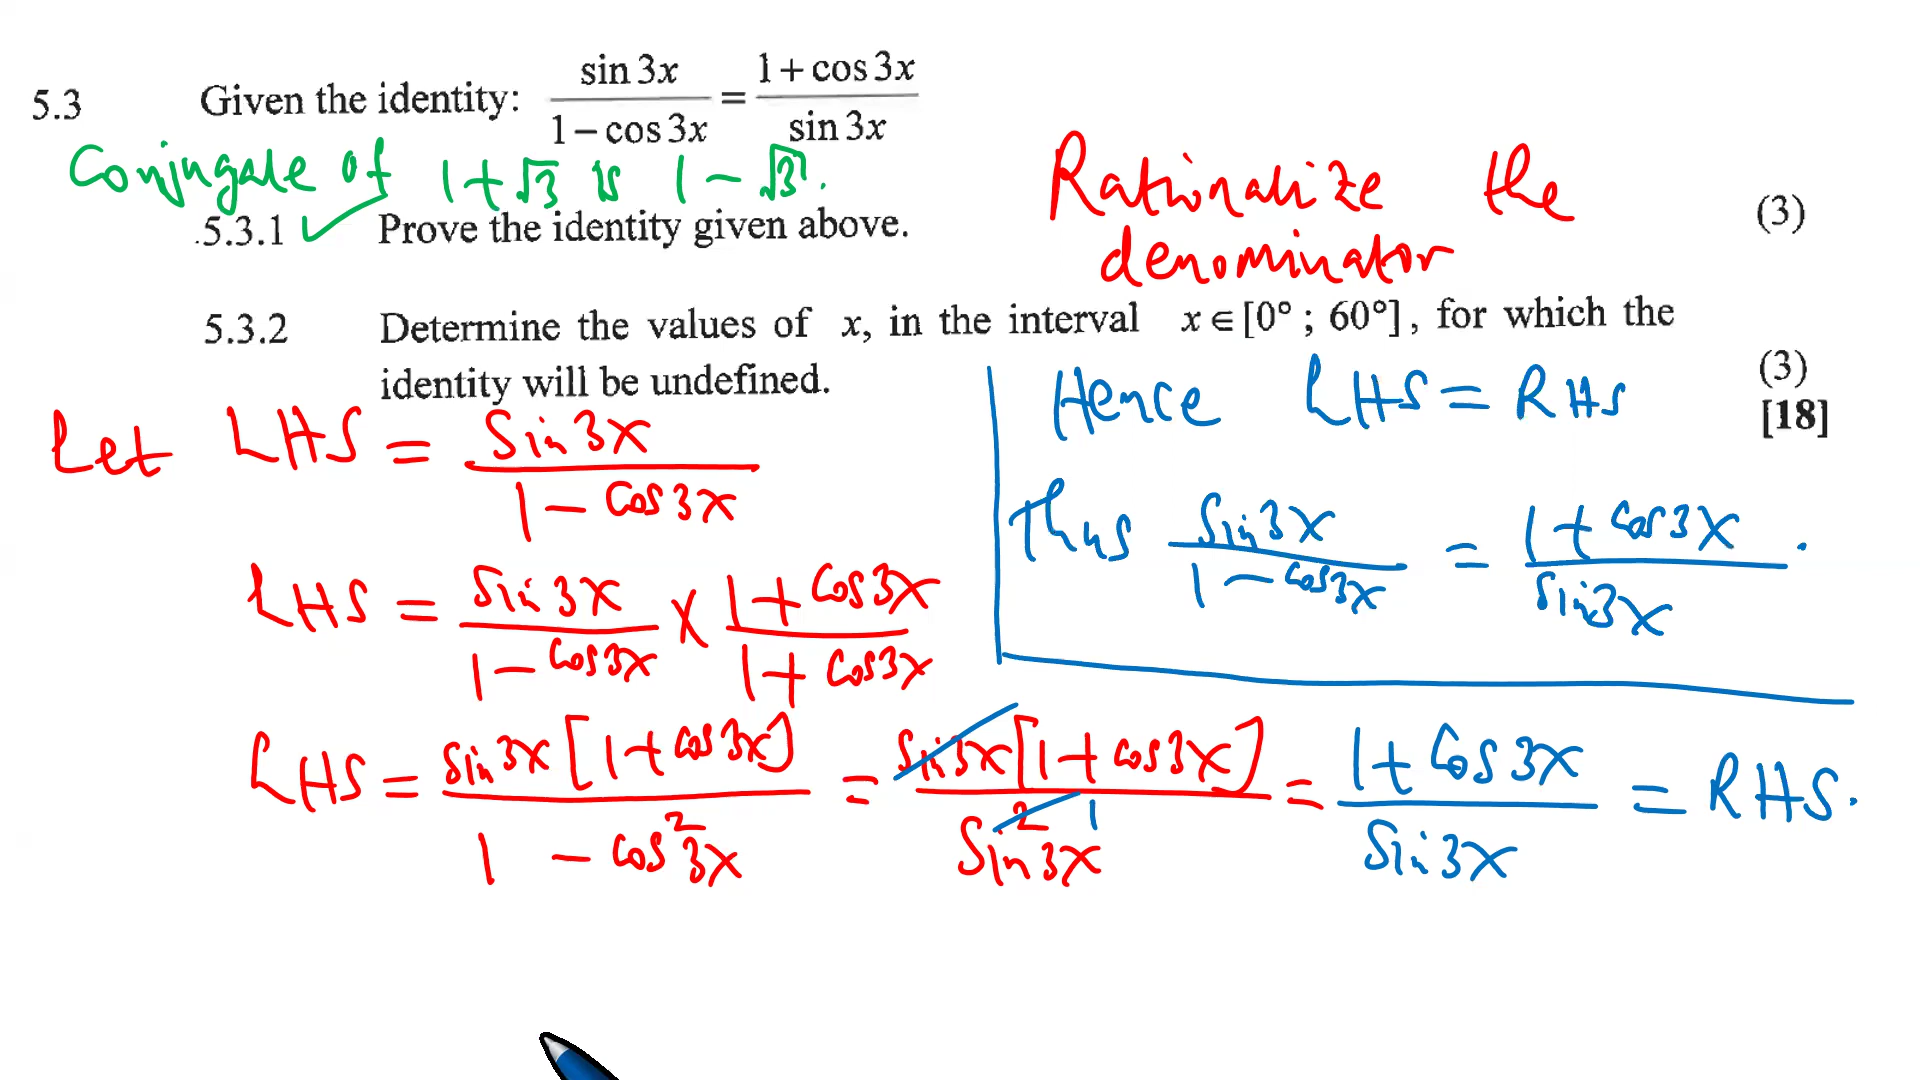 5.3 Given the identity: sin 3x / (1 − cos 3x) = (1 + cos 3x) / sin 3x
Conjugate of 1+√3 is 1−√3.
Rationalize the denominator
.5.3.1 ✓ Prove the identity given above. (3)
5.3.2 Determine the values of x, in the interval x ∈ [0° ; 60°], for which the
identity will be undefined. (3)
[18]
Let LHS = Sin3x / (1 − Cos3x)
LHS = Sin3x / (1 − Cos3x) × (1 + Cos3x) / (1 + Cos3x)
LHS = sin3x[1 + cos3x] / (1 − cos²3x) = sin3x[1 + cos3x] / Sin²3x = (1 + Cos3x) / Sin3x = RHS.
1
Hence LHS = RHS
Thus Sin3x / (1 − cos3x) = (1 + cos3x) / Sin3x .